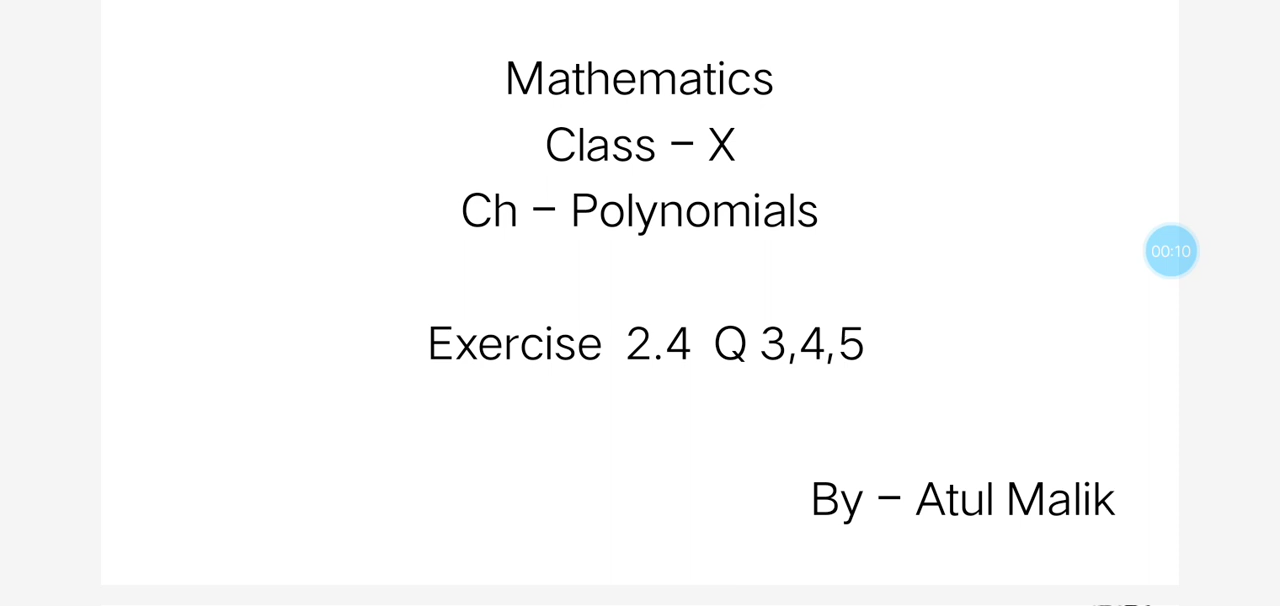 Mathematics
Class – X
Ch – Polynomials
00:10
Exercise 2.4 Q 3,4,5
By – Atul Malik